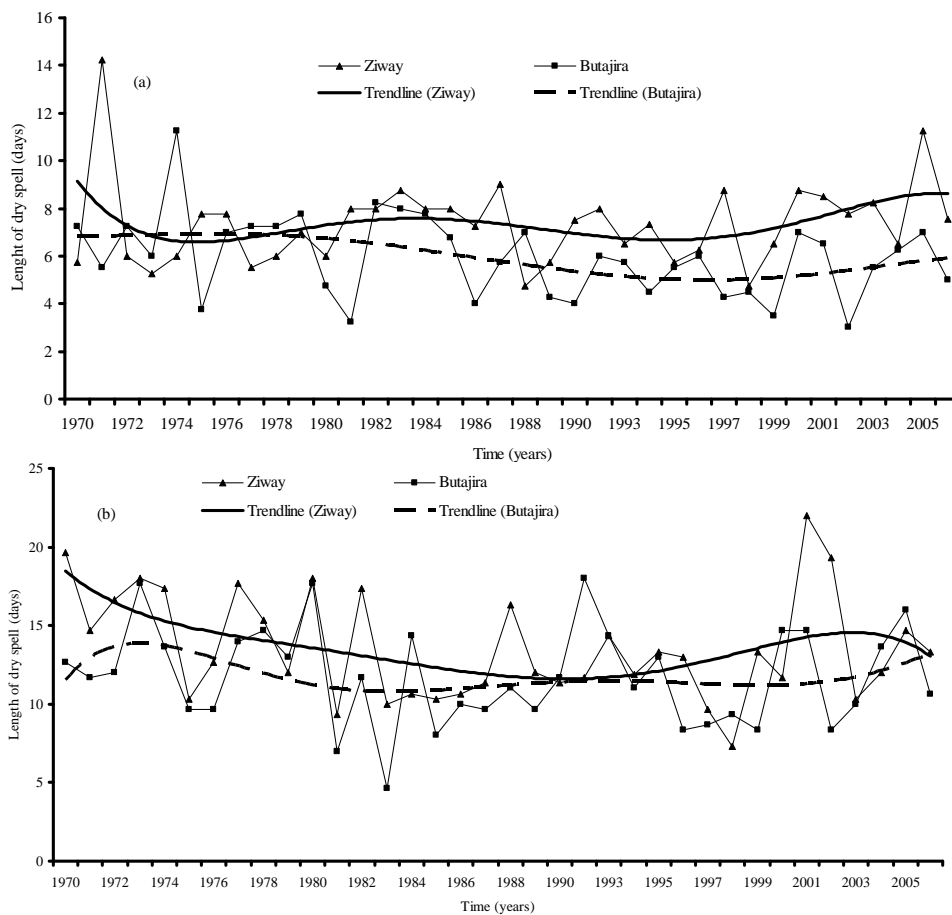 16
14
12
10
8
6
4
2
0
Lenght of dry spell (days)
(a)
Ziway
Butajira
Trendline (Ziway)
Trendline (Butajira)
1970 1972 1974 1976 1978 1980 1982 1984 1986 1988 1990 1993 1995 1997 1999 2001 2003 2005
Time (years)
25
20
15
10
5
0
Length of dry spell (days)
(b)
Ziway
Butajira
Trendline (Ziway)
Trendline (Butajira)
1970 1972 1974 1976 1978 1980 1982 1984 1986 1988 1990 1993 1995 1997 1999 2001 2003 2005
Time (years)